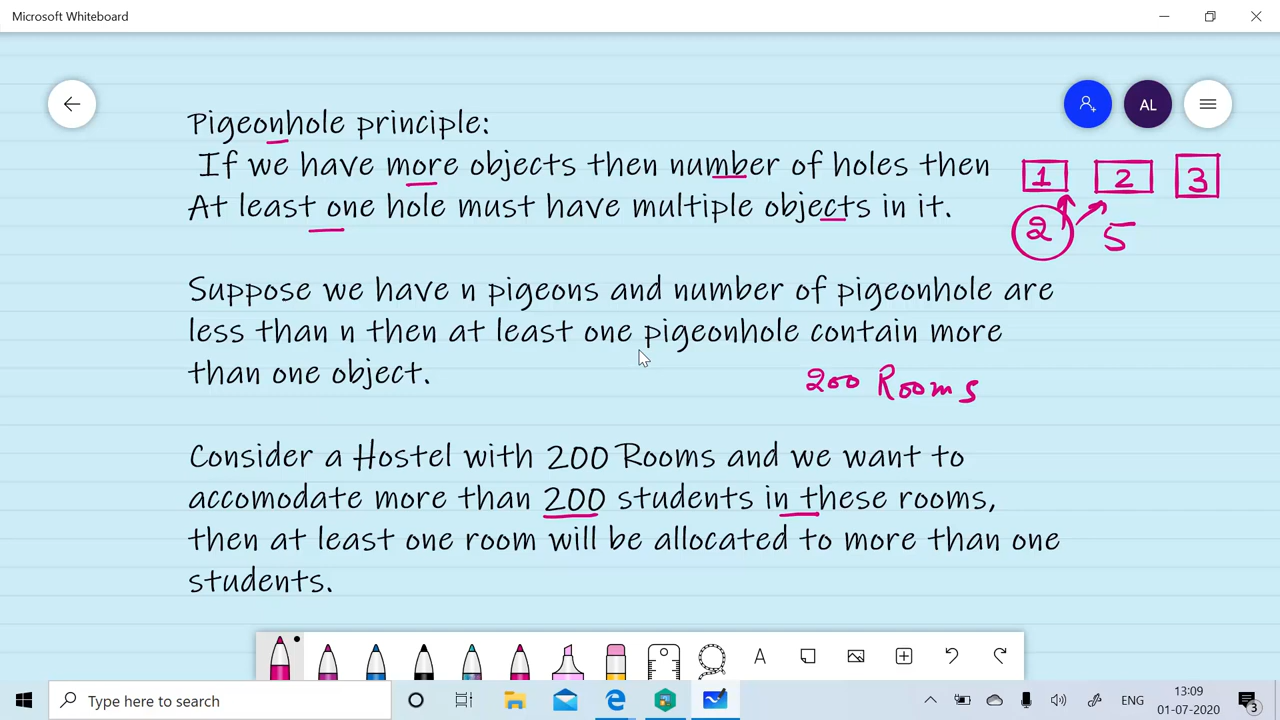 Microsoft Whiteboard
AL
Pigeonhole principle:
If we have more objects then number of holes then
At least one hole must have multiple objects in it.
1 2 3
2 5
Suppose we have n pigeons and number of pigeonhole are
less than n then at least one pigeonhole contain more
than one object.
200 Rooms
Consider a Hostel with 200 Rooms and we want to
accomodate more than 200 students in these rooms,
then at least one room will be allocated to more than one
students.
A
Type here to search
ENG
13:09
01-07-2020
3